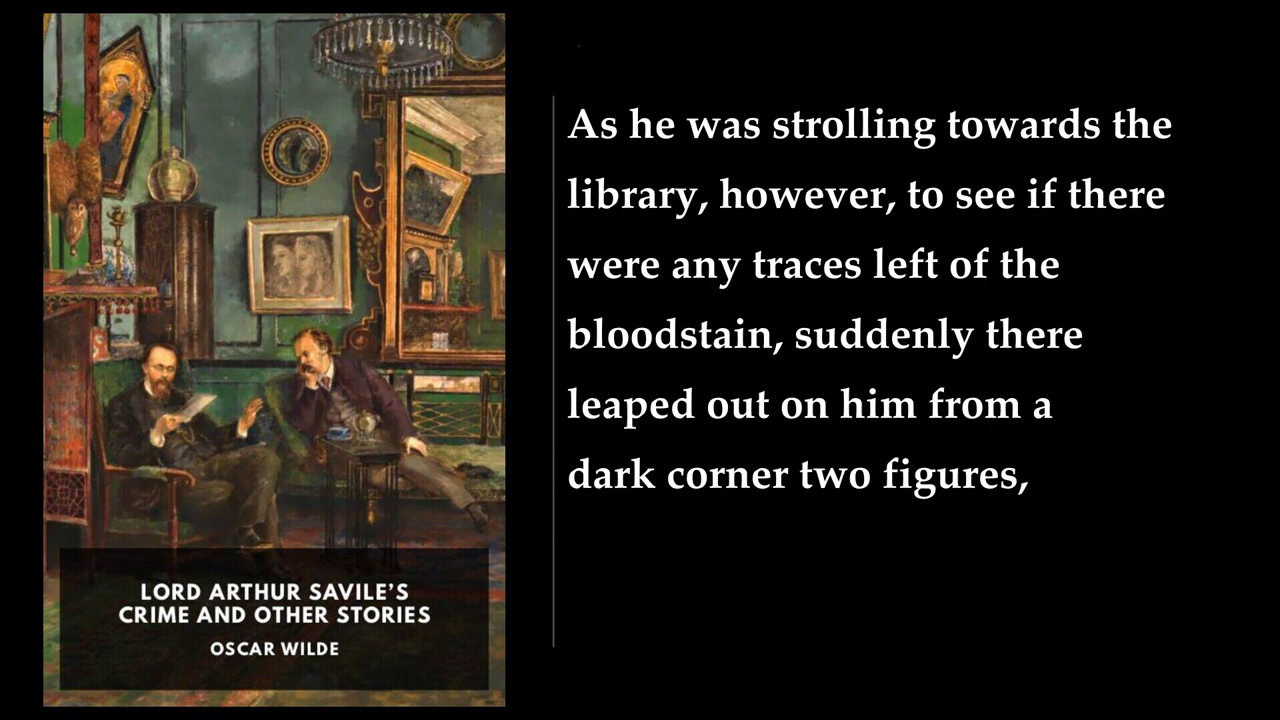 As he was strolling towards the
library, however, to see if there
were any traces left of the
bloodstain, suddenly there
leaped out on him from a
dark corner two figures,
LORD ARTHUR SAVILE’S
CRIME AND OTHER STORIES
OSCAR WILDE